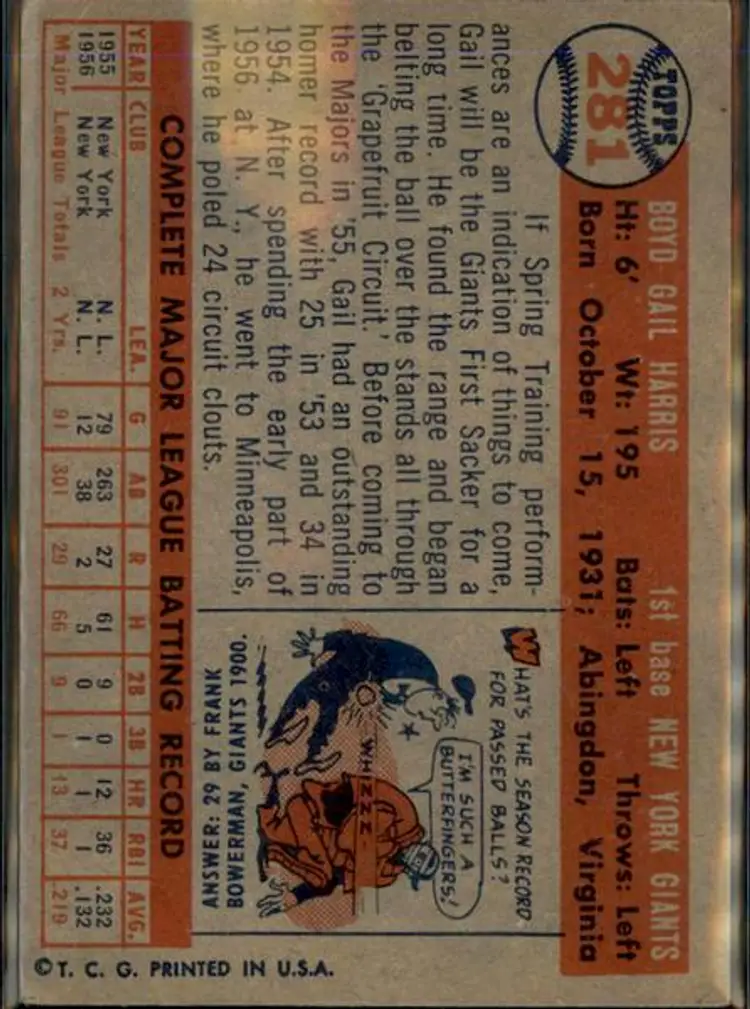 TOPPS
281
BOYD GAIL HARRIS 1st base NEW YORK GIANTS
Ht: 6' Wt: 195 Bats: Left Throws: Left
Born October 15, 1931; Abingdon, Virginia
If Spring Training perform-
ances are an indication of things to come,
Gail will be the Giants First Sacker for a
long time. He found the range and began
belting the ball over the stands all through
the 'Grapefruit Circuit.' Before coming to
the Majors in '55, Gail had an outstanding
homer record with 25 in '53 and 34 in
1954. After spending the early part of
1956 at N. Y., he went to Minneapolis,
where he poled 24 circuit clouts.
WHAT'S THE SEASON RECORD
FOR PASSED BALLS?
I'M SUCH A
BUTTERFINGERS!
WHIZZZ-
ANSWER: 29 BY FRANK
BOWERMAN, GIANTS 1900.
COMPLETE MAJOR LEAGUE BATTING RECORD
YEAR CLUB LEA. G AB R H 2B 3B HR RBI AVG.
1955 New York N. L. 79 263 27 61 9 0 12 36 .232
1956 New York N. L. 12 38 2 5 0 1 1 1 .132
Major League Totals 2 Yrs. 91 301 29 66 9 1 13 37 .219
©T. C. G. PRINTED IN U.S.A.